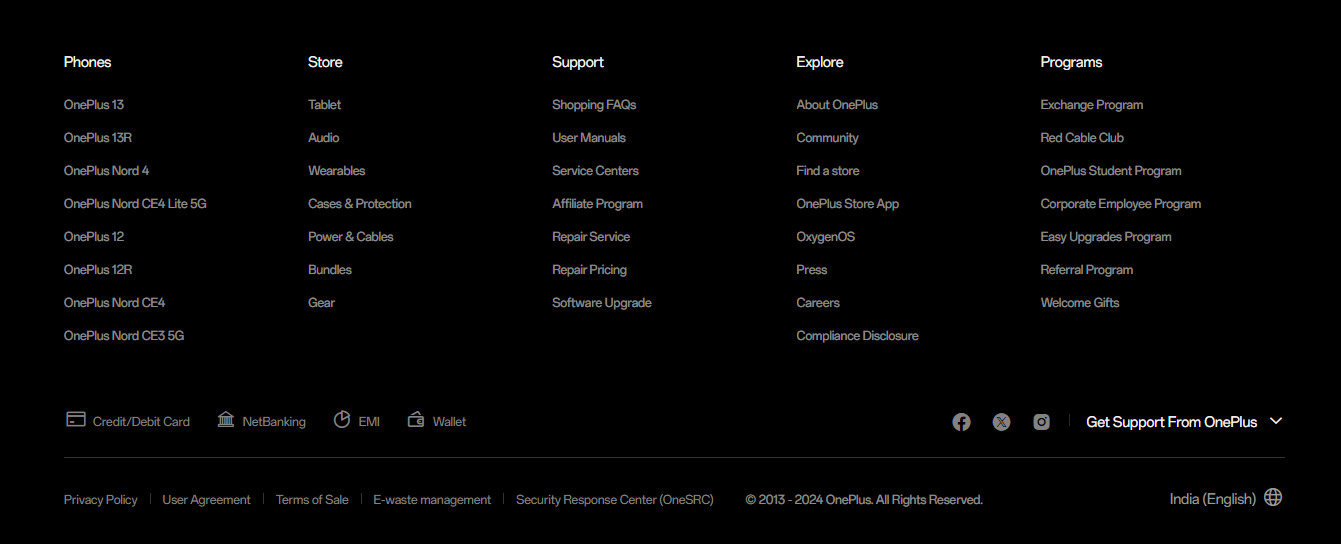 Phones
OnePlus 13
OnePlus 13R
OnePlus Nord 4
OnePlus Nord CE4 Lite 5G
OnePlus 12
OnePlus 12R
OnePlus Nord CE4
OnePlus Nord CE3 5G
Store
Tablet
Audio
Wearables
Cases & Protection
Power & Cables
Bundles
Gear
Support
Shopping FAQs
User Manuals
Service Centers
Affiliate Program
Repair Service
Repair Pricing
Software Upgrade
Explore
About OnePlus
Community
Find a store
OnePlus Store App
OxygenOS
Press
Careers
Compliance Disclosure
Programs
Exchange Program
Red Cable Club
OnePlus Student Program
Corporate Employee Program
Easy Upgrades Program
Referral Program
Welcome Gifts
Credit/Debit Card NetBanking EMI Wallet Get Support From OnePlus
Privacy Policy User Agreement Terms of Sale E-waste management Security Response Center (OneSRC) © 2013 - 2024 OnePlus. All Rights Reserved. India (English)